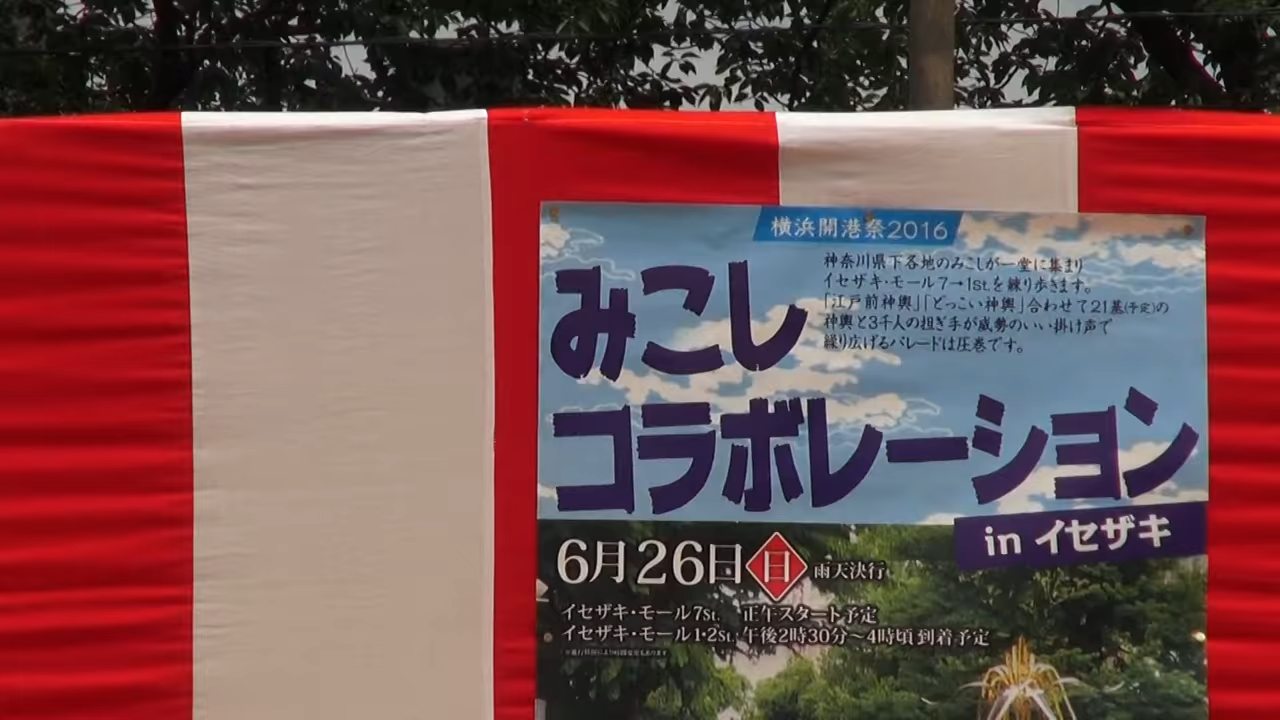 横浜開港祭2016
神奈川県下各地のみこしが一堂に集まり
イセザキ・モール7→1St.を練り歩きます。
「江戸前神輿」「どっこい神輿」合わせて21基(予定)の
神輿と3千人の担ぎ手が威勢のいい掛け声で
繰り広げるパレードは圧巻です。
みこし
コラボレーション
in イセザキ
6月26日 日 雨天決行
イセザキ・モール7St. 正午スタート予定
イセザキ・モール1・2St. 午後2時30分～4時頃 到着予定